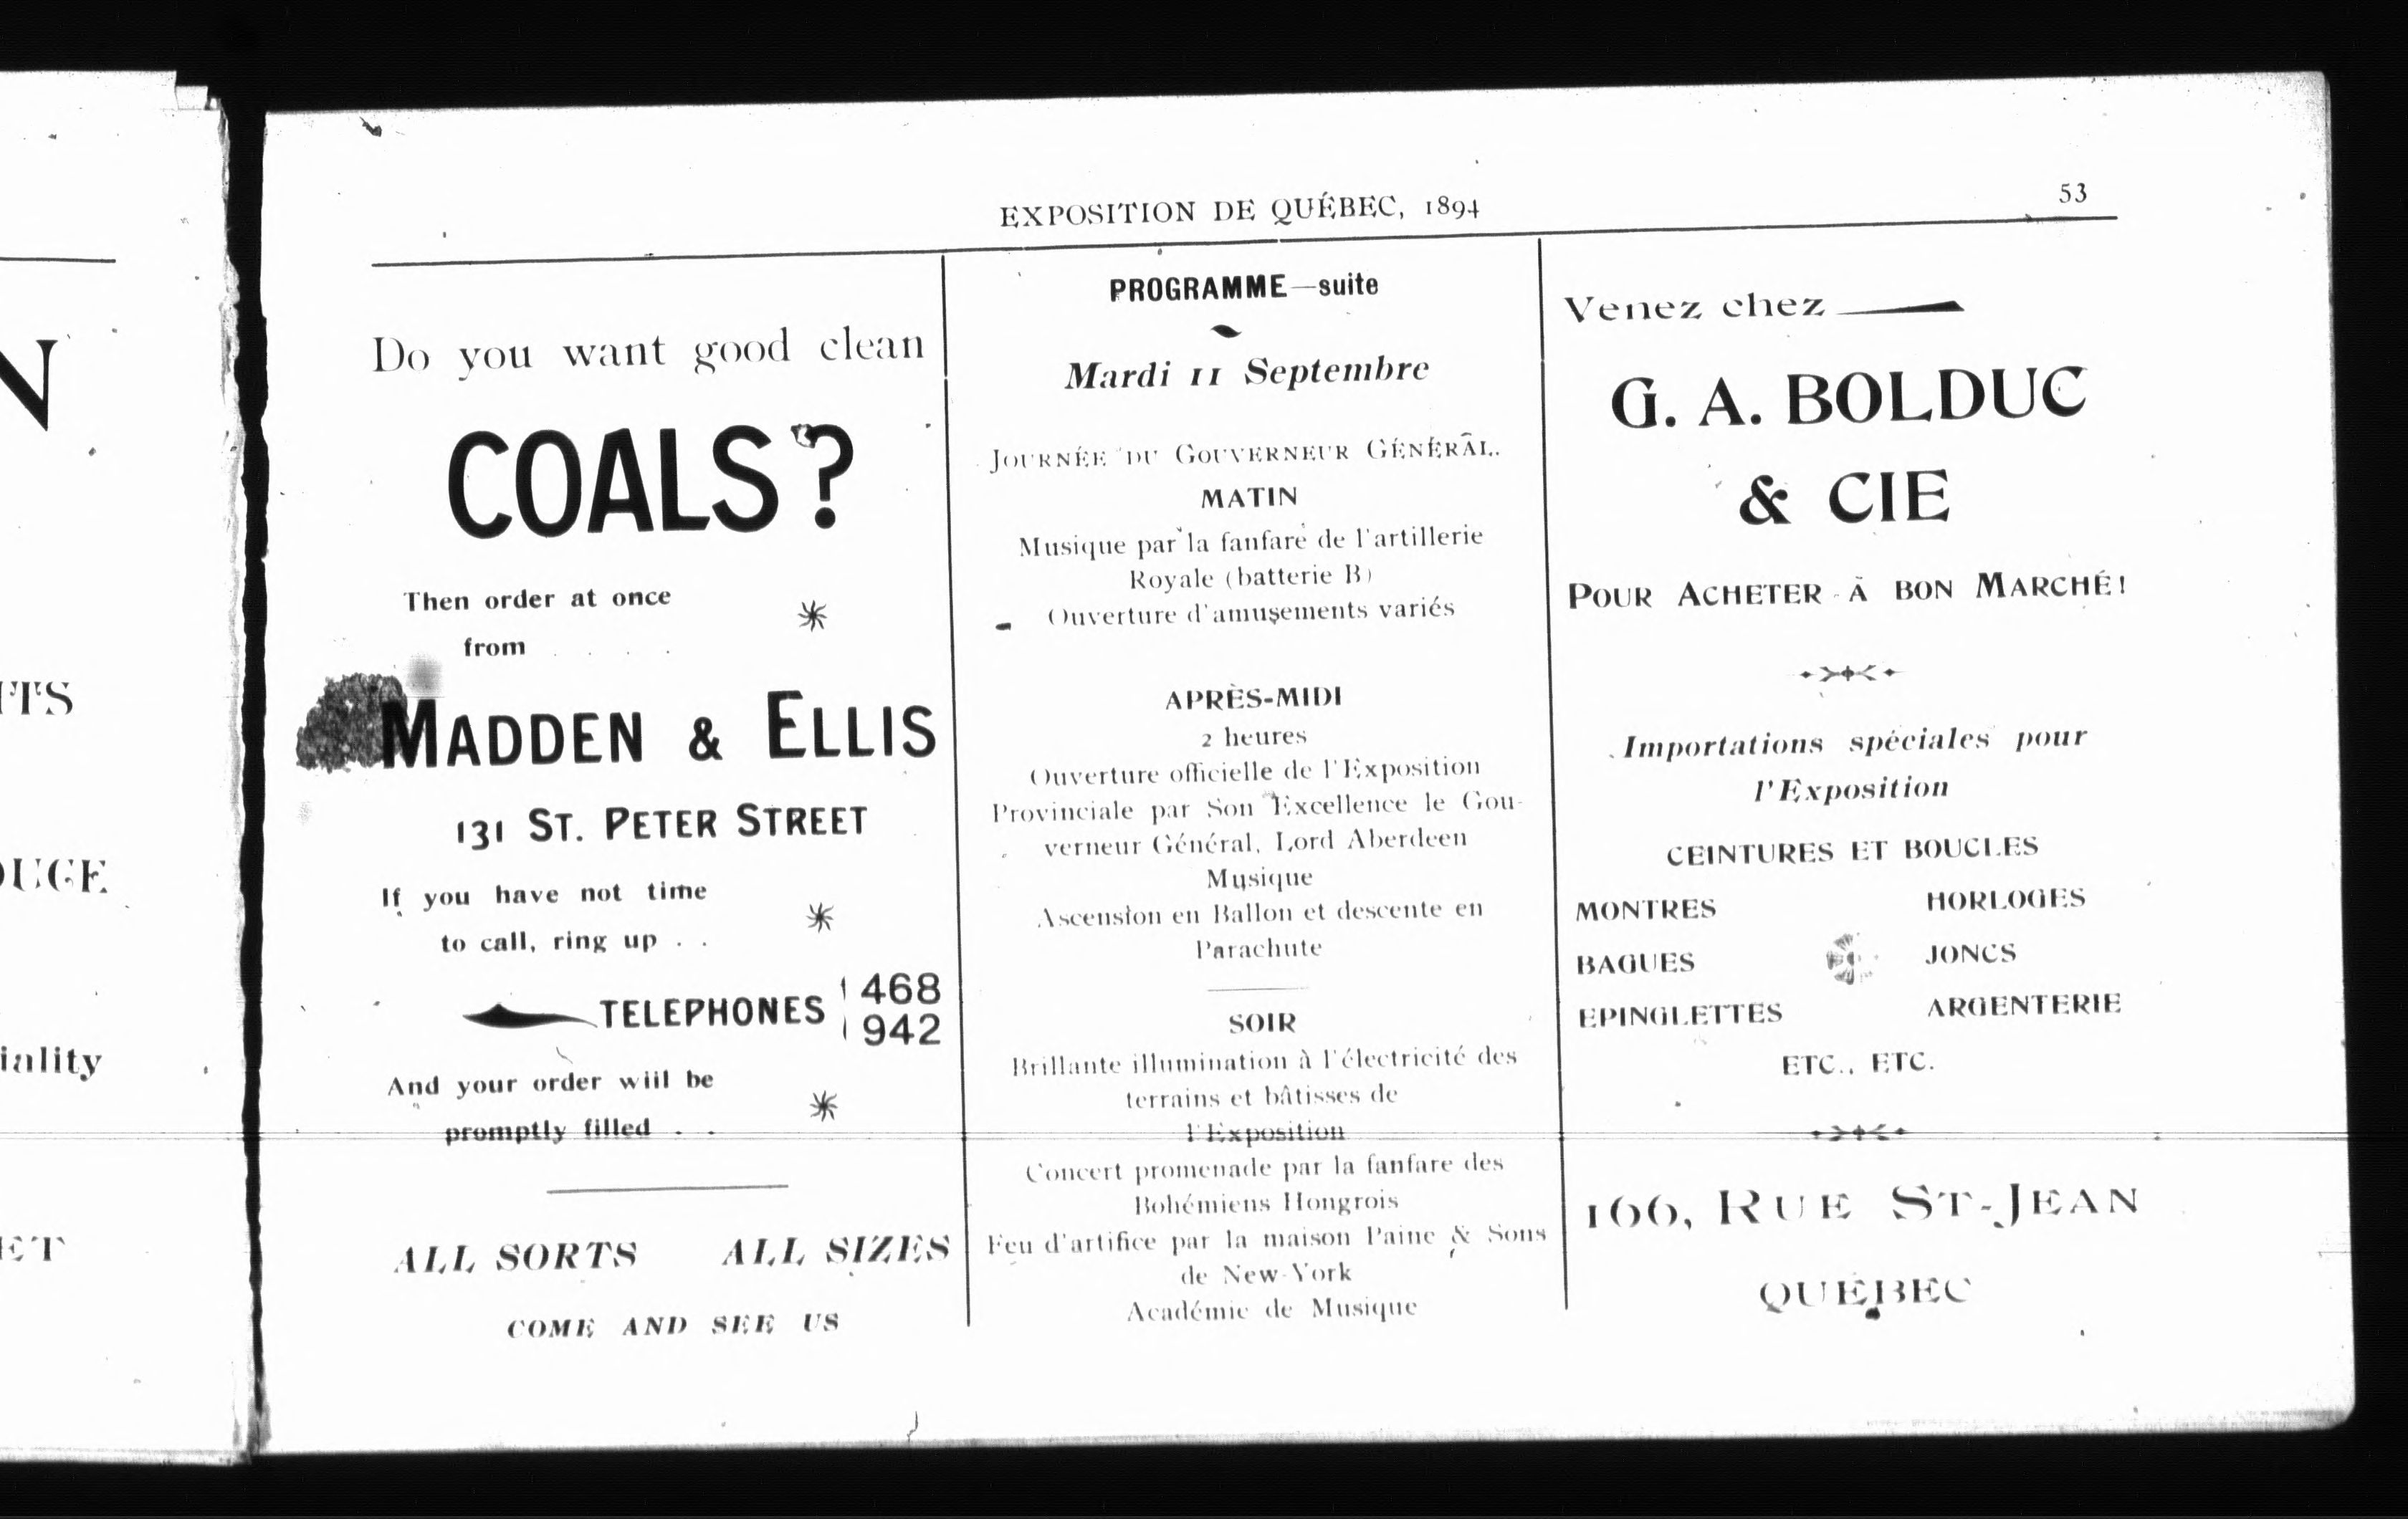 EXPOSITION DE QUÉBEC, 1894
53
Do you want good clean
COALS?
Then order at once
from . . . .
MADDEN & ELLIS
131 ST. PETER STREET
If you have not time
to call, ring up . .
TELEPHONES { 468
942
And your order wiil be
promptly filled . .
ALL SORTS ALL SIZES
COME AND SEE US
PROGRAMME—suite
Mardi 11 Septembre
JOURNÉE DU GOUVERNEUR GÉNÉRAL.
MATIN
Musique par la fanfare de l'artillerie
Royale (batterie B)
Ouverture d'amusements variés
APRÈS-MIDI
2 heures
Ouverture officielle de l'Exposition
Provinciale par Son Excellence le Gou-
verneur Général, Lord Aberdeen
Musique
Ascension en Ballon et descente en
Parachute
SOIR
Brillante illumination à l'électricité des
terrains et bâtisses de
l'Exposition
Concert promenade par la fanfare des
Bohémiens Hongrois
Feu d'artifice par la maison Paine & Sons
de New-York
Académie de Musique
Venez chez
G. A. BOLDUC
& CIE
POUR ACHETER À BON MARCHÉ!
Importations spéciales pour
l'Exposition
CEINTURES ET BOUCLES
MONTRES HORLOGES
BAGUES JONCS
EPINGLETTES ARGENTERIE
ETC., ETC.
166, RUE ST-JEAN
QUÉBEC